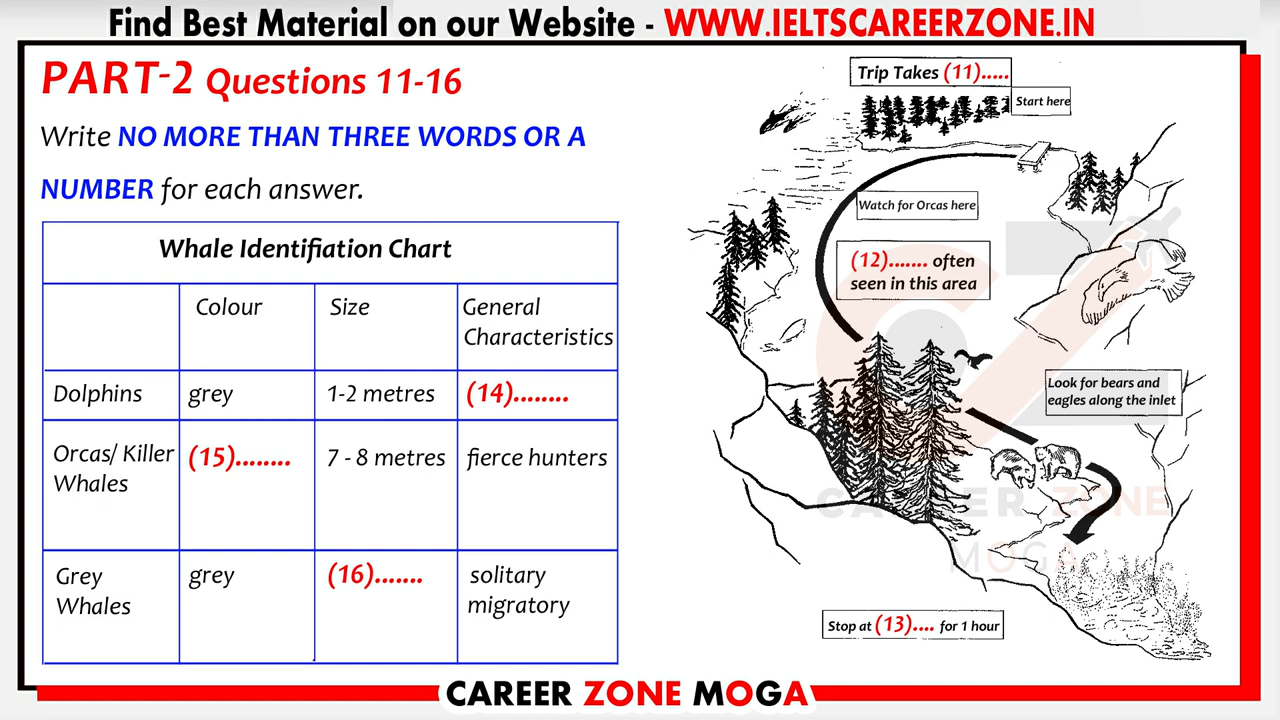 Find Best Material on our Website - WWW.IELTSCAREERZONE.IN
PART-2 Questions 11-16
Write NO MORE THAN THREE WORDS OR A
NUMBER for each answer.
Whale Identifiation Chart
Colour
Size
General
Characteristics
Dolphins
grey
1-2 metres
(14)........
Orcas/ Killer
Whales
(15)........
7 - 8 metres
fierce hunters
Grey
Whales
grey
(16).......
solitary
migratory
Trip Takes (11).....
Start here
Watch for Orcas here
(12)....... often
seen in this area
Look for bears and
eagles along the inlet
CAREER ZONE
MOGA
Stop at (13).... for 1 hour
CAREER ZONE MOGA